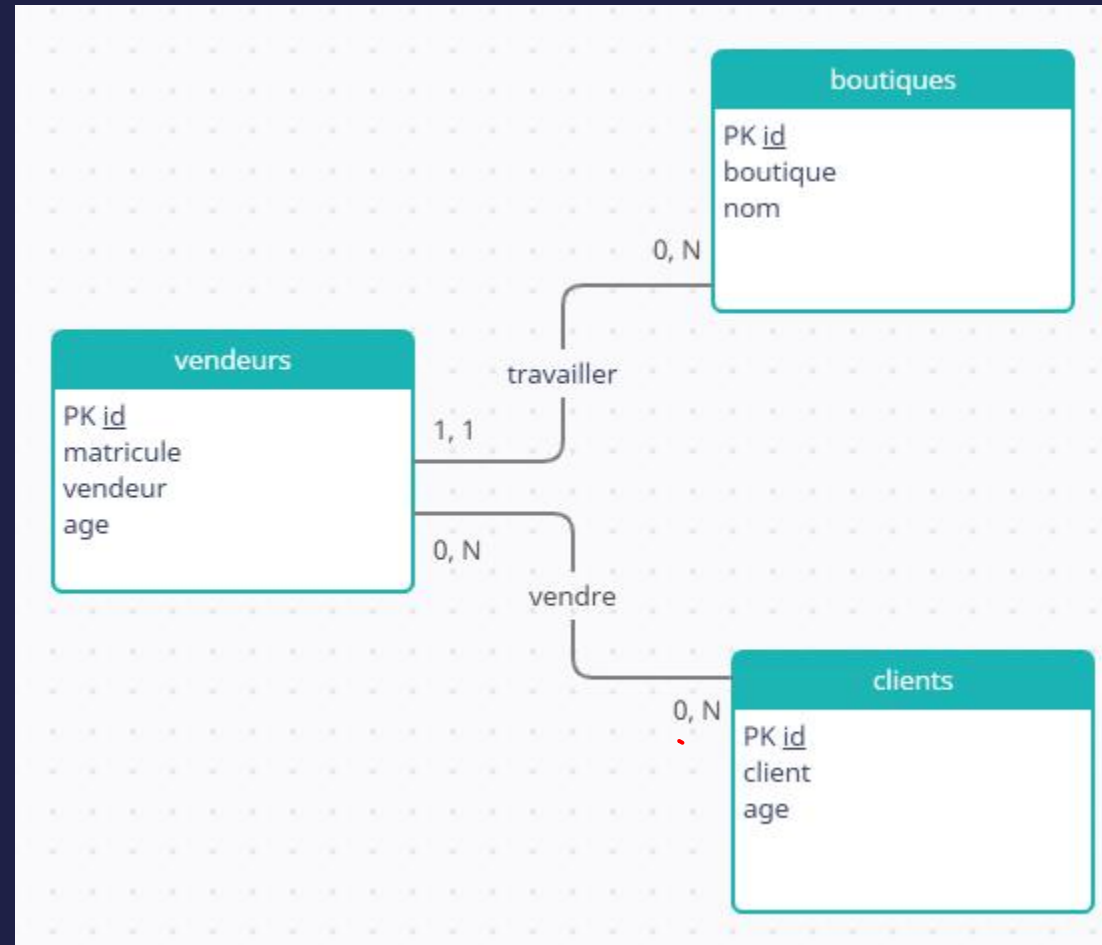 boutiques
PK id
boutique
nom
0, N
travailler
vendeurs
PK id
matricule
vendeur
age
1, 1
0, N
vendre
0, N
clients
PK id
client
age